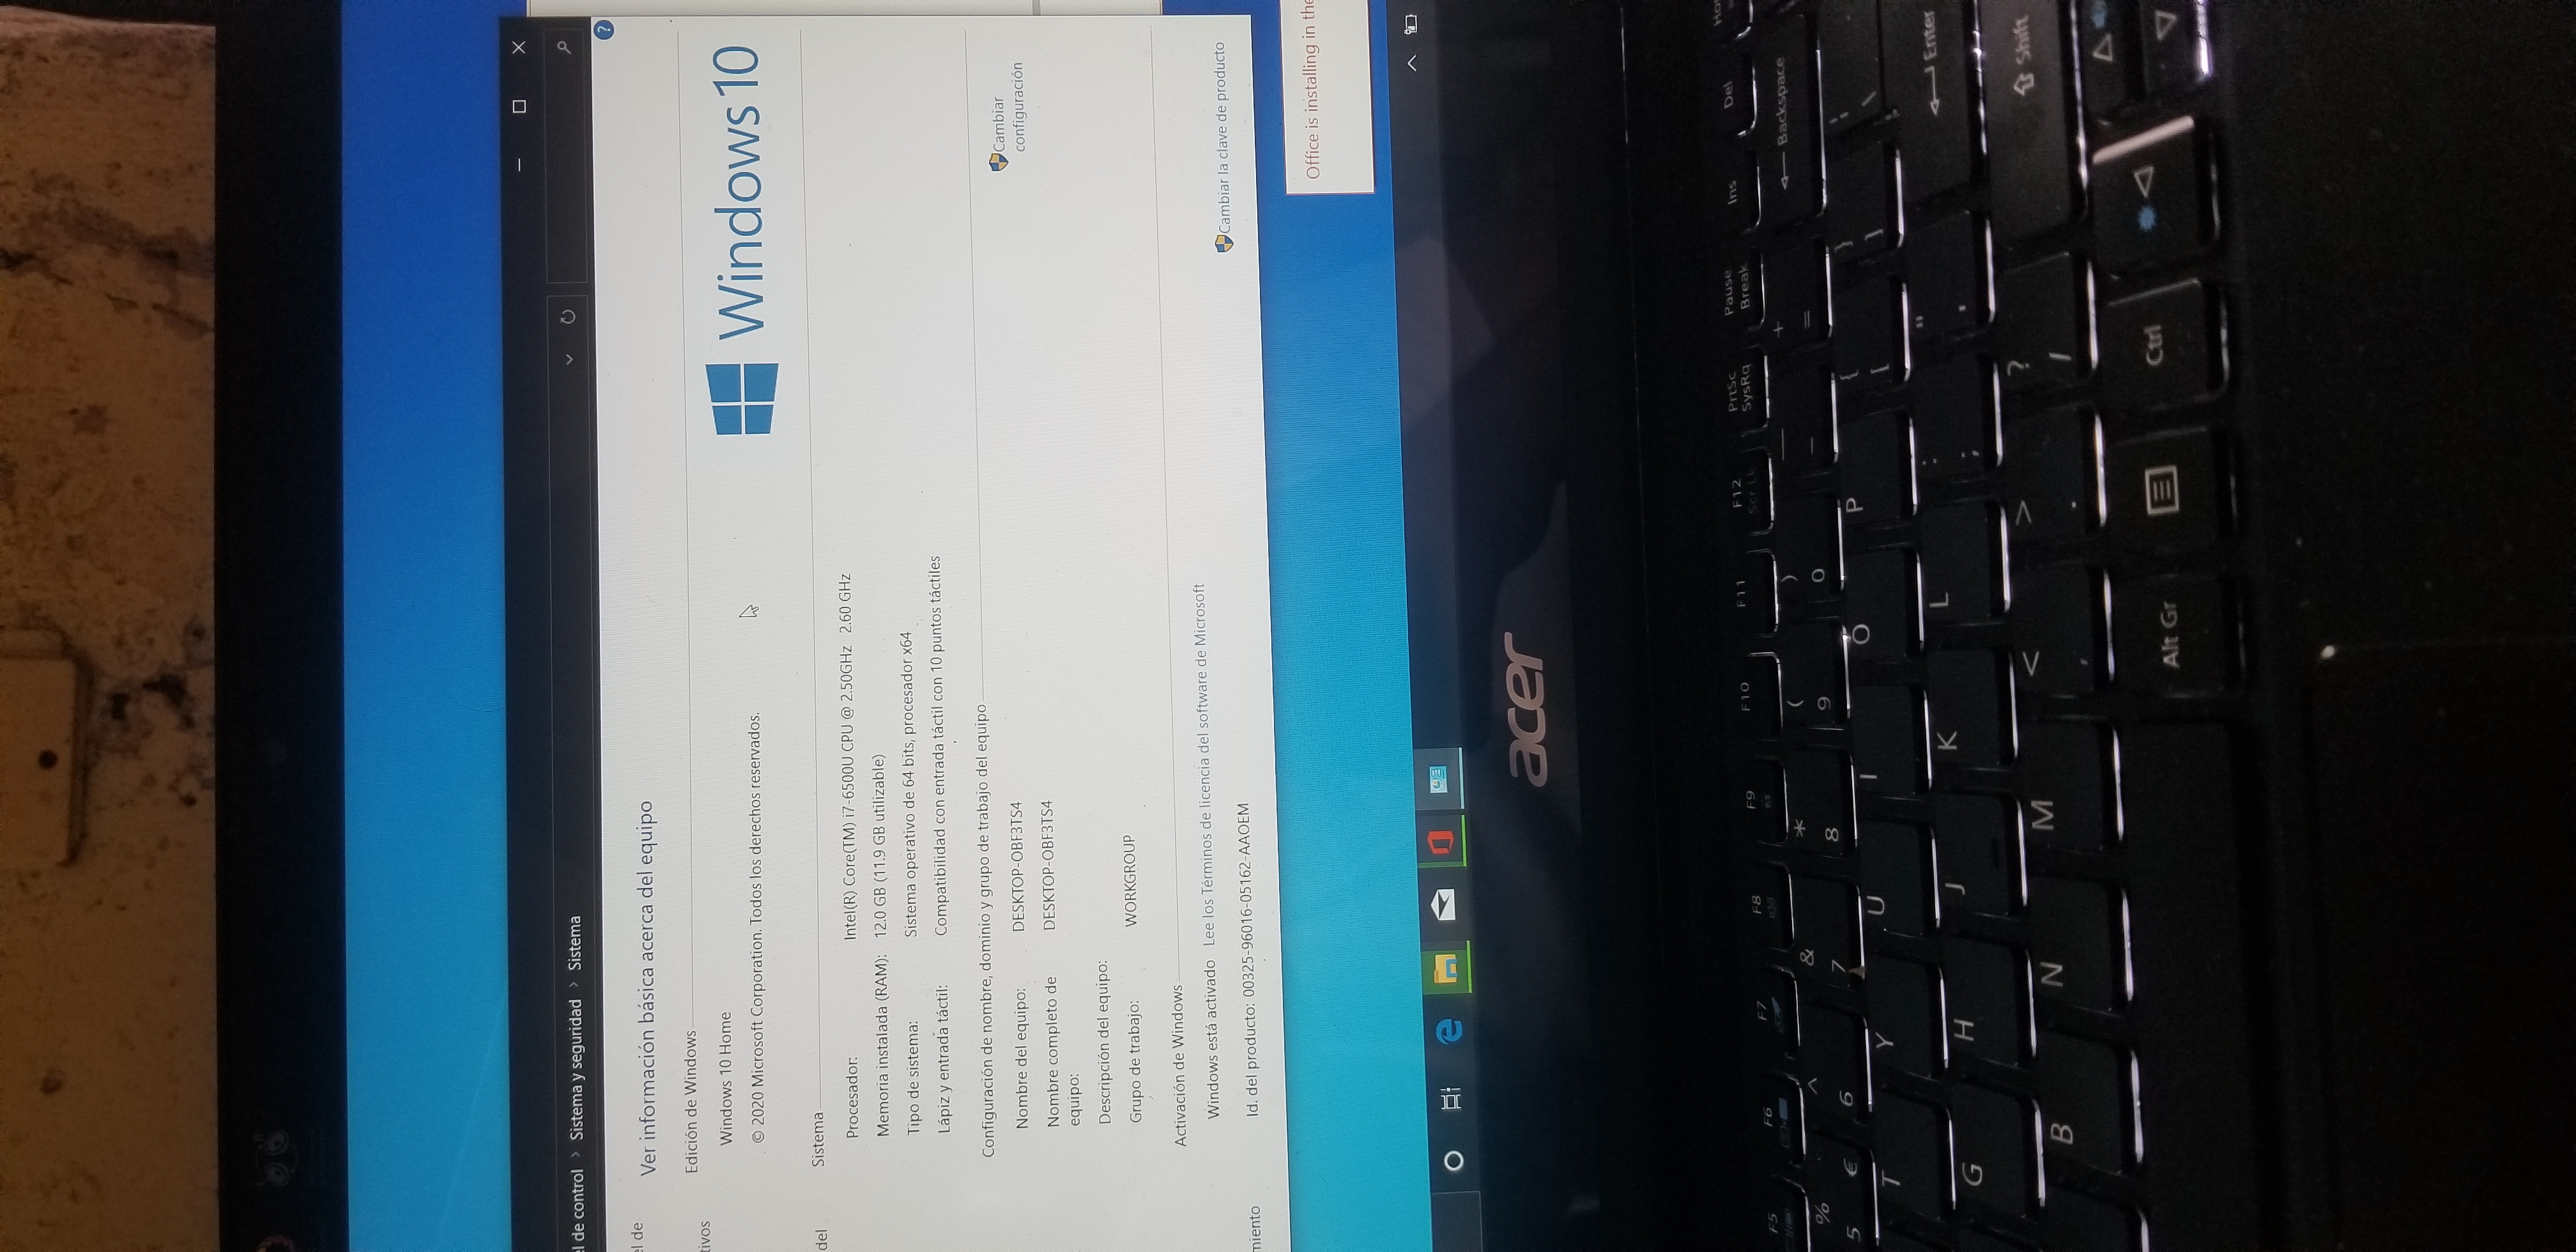 el de control > Sistema y seguridad > Sistema
el de
tivos
del
miento
Ver información básica acerca del equipo
Edición de Windows
Windows 10 Home
© 2020 Microsoft Corporation. Todos los derechos reservados.
Windows 10
Sistema
Procesador: Intel(R) Core(TM) i7-6500U CPU @ 2.50GHz 2.60 GHz
Memoria instalada (RAM): 12.0 GB (11.9 GB utilizable)
Tipo de sistema: Sistema operativo de 64 bits, procesador x64
Lápiz y entrada táctil: Compatibilidad con entrada táctil con 10 puntos táctiles
Configuración de nombre, dominio y grupo de trabajo del equipo
Nombre del equipo: DESKTOP-OBF3TS4
Cambiar
configuración
Nombre completo de DESKTOP-OBF3TS4
equipo:
Descripción del equipo:
Grupo de trabajo: WORKGROUP
Activación de Windows
Windows está activado Lee los Términos de licencia del software de Microsoft
Id. del producto: 00325-96016-05162-AAOEM
Cambiar la clave de producto
Office is installing in the
acer
F5 F6 F7 F8 F9 F10 F11 F12 PrtSc Pause Ins Del
Scr Lk SysRq Break
% ^ & * ( ) — + ← Backspace
5 € 6 7 8 9 0 - =
T Y U I O P { [ } ] \
G H J K L : ; " ' Enter
B N M < , > . ? / Shift
Alt Gr Ctrl